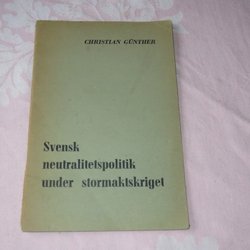 CHRISTIAN GÜNTHER
Svensk
neutralitetspolitik
under stormaktskriget